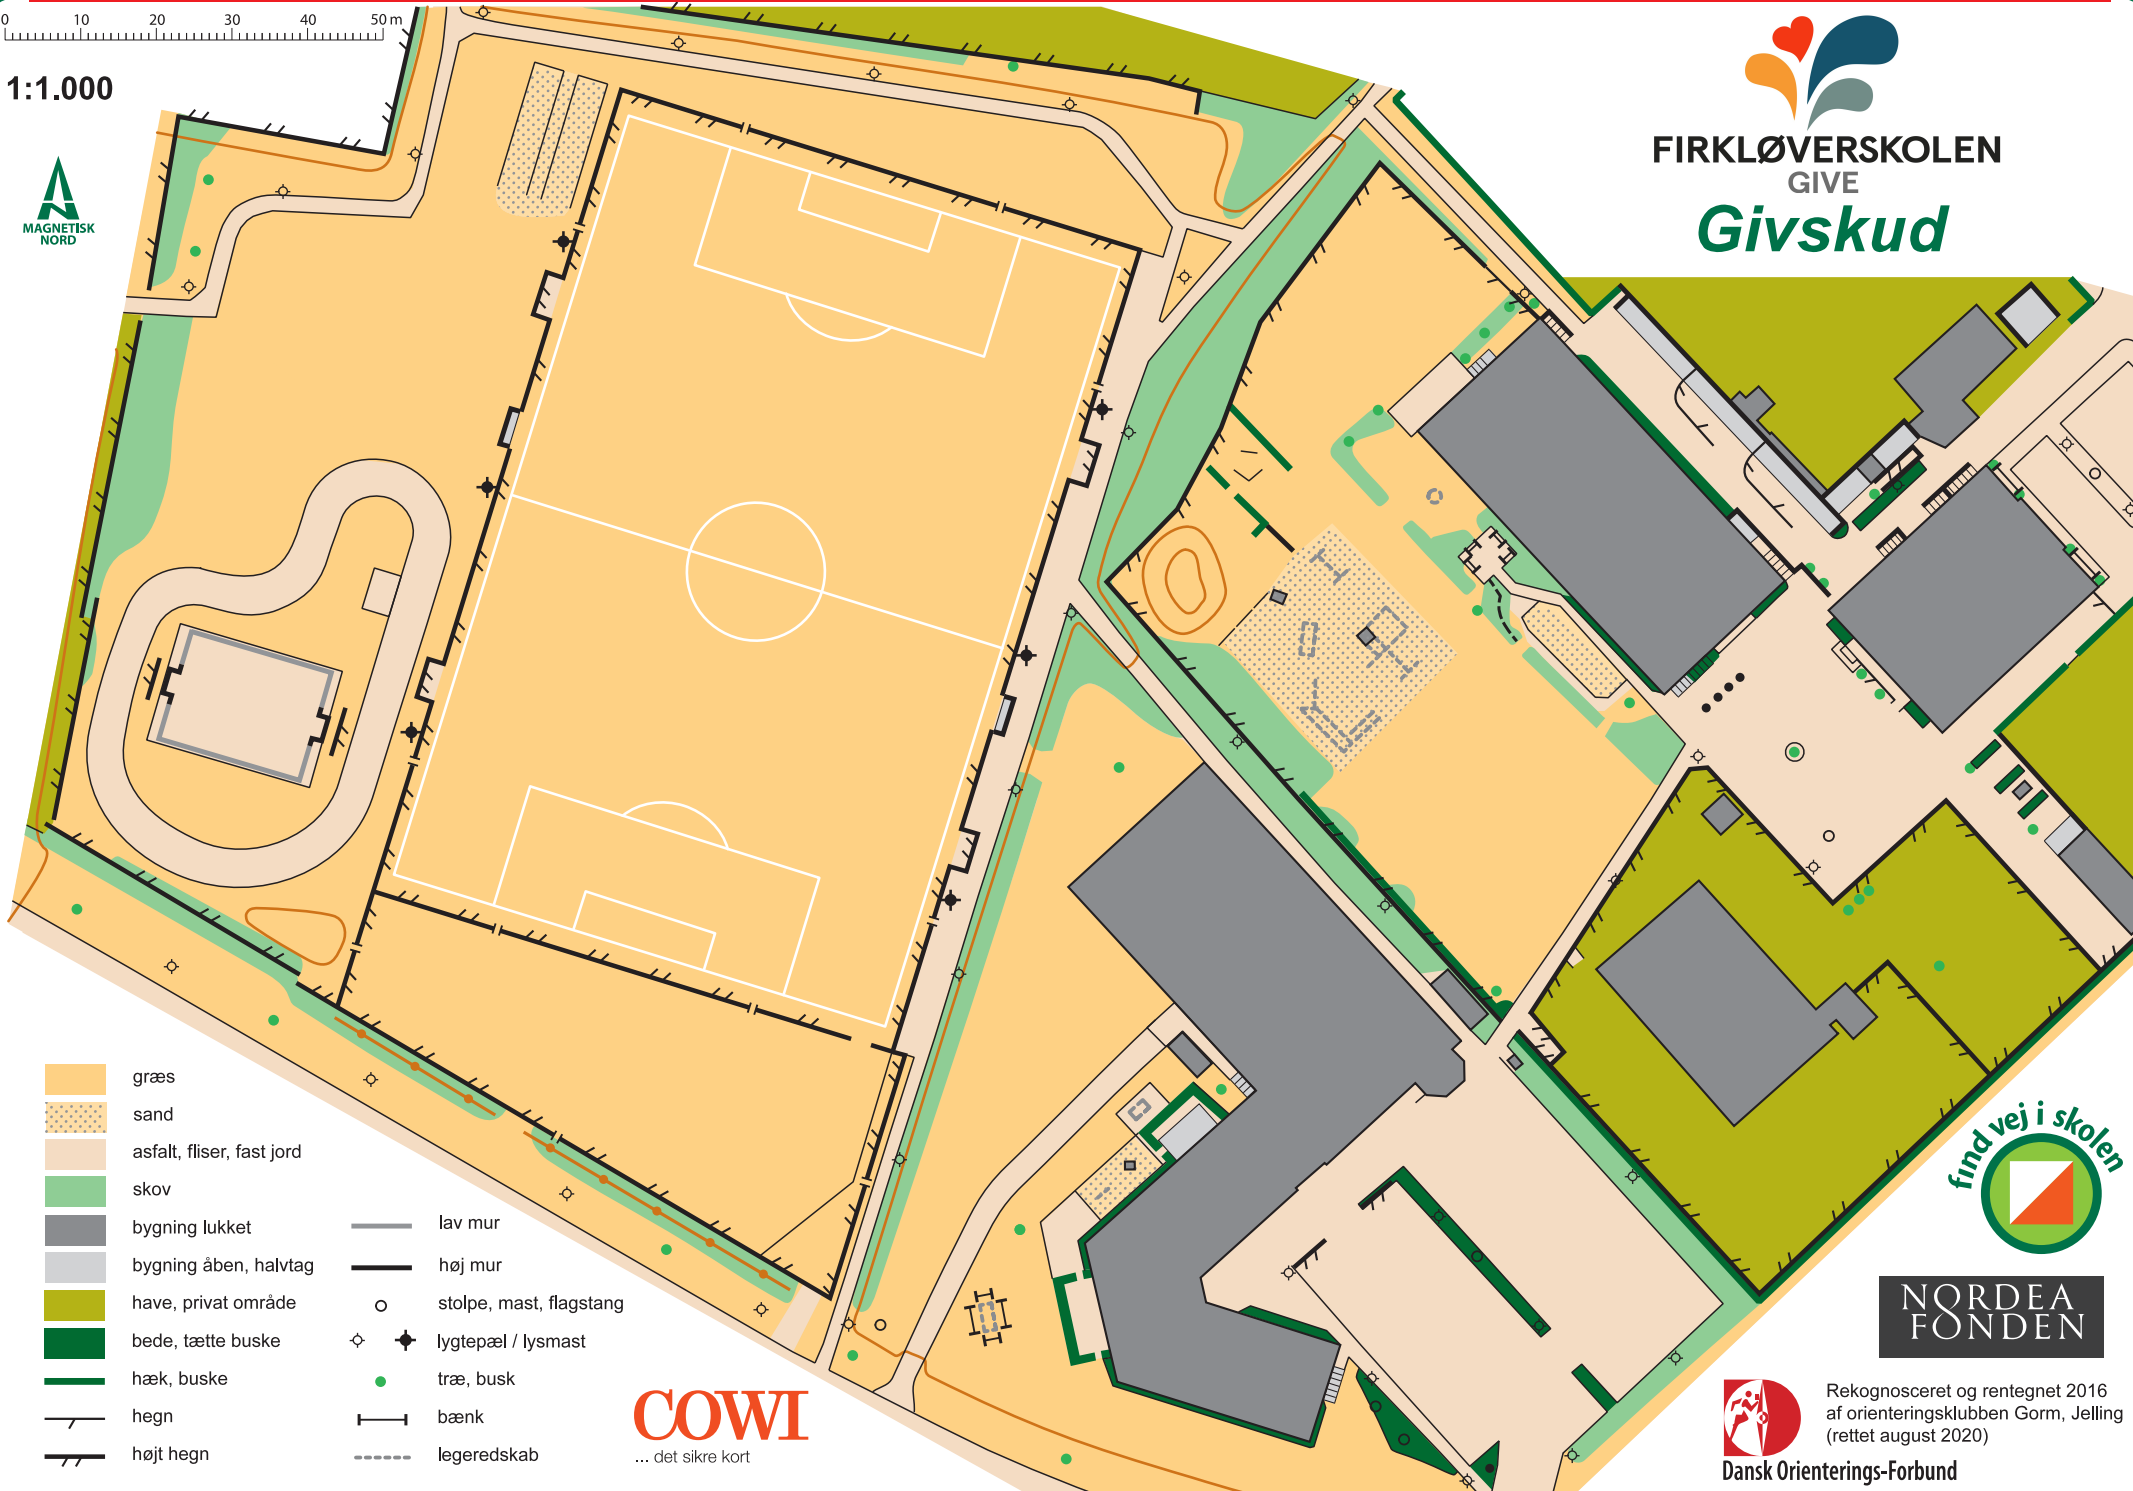 0 10 20 30 40 50 m
1:1.000
MAGNETISK
NORD
FIRKLØVERSKOLEN
GIVE
Givskud
græs
sand
asfalt, fliser, fast jord
skov
bygning lukket
bygning åben, halvtag
have, privat område
bede, tætte buske
hæk, buske
hegn
højt hegn
lav mur
høj mur
stolpe, mast, flagstang
lygtepæl / lysmast
træ, busk
bænk
legeredskab
COWI
... det sikre kort
find vej i skolen
NORDEA
FONDEN
Rekognosceret og rentegnet 2016
af orienteringsklubben Gorm, Jelling
(rettet august 2020)
Dansk Orienterings-Forbund